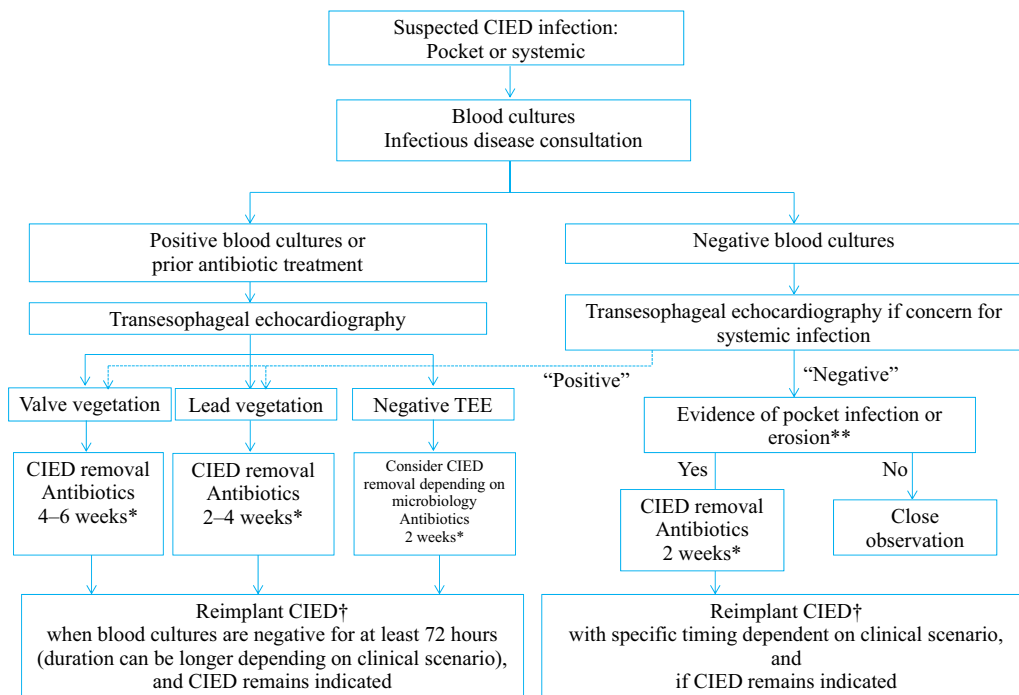 Suspected CIED infection:
Pocket or systemic
Blood cultures
Infectious disease consultation
Positive blood cultures or
prior antibiotic treatment
Negative blood cultures
Transesophageal echocardiography
Transesophageal echocardiography if concern for
systemic infection
“Positive”
“Negative”
Valve vegetation
Lead vegetation
Negative TEE
Evidence of pocket infection or
erosion**
Yes
No
CIED removal
Antibiotics
4–6 weeks*
CIED removal
Antibiotics
2–4 weeks*
Consider CIED
removal depending on
microbiology
Antibiotics
2 weeks*
CIED removal
Antibiotics
2 weeks*
Close
observation
Reimplant CIED†
when blood cultures are negative for at least 72 hours
(duration can be longer depending on clinical scenario),
and CIED remains indicated
Reimplant CIED†
with specific timing dependent on clinical scenario,
and
if CIED remains indicated